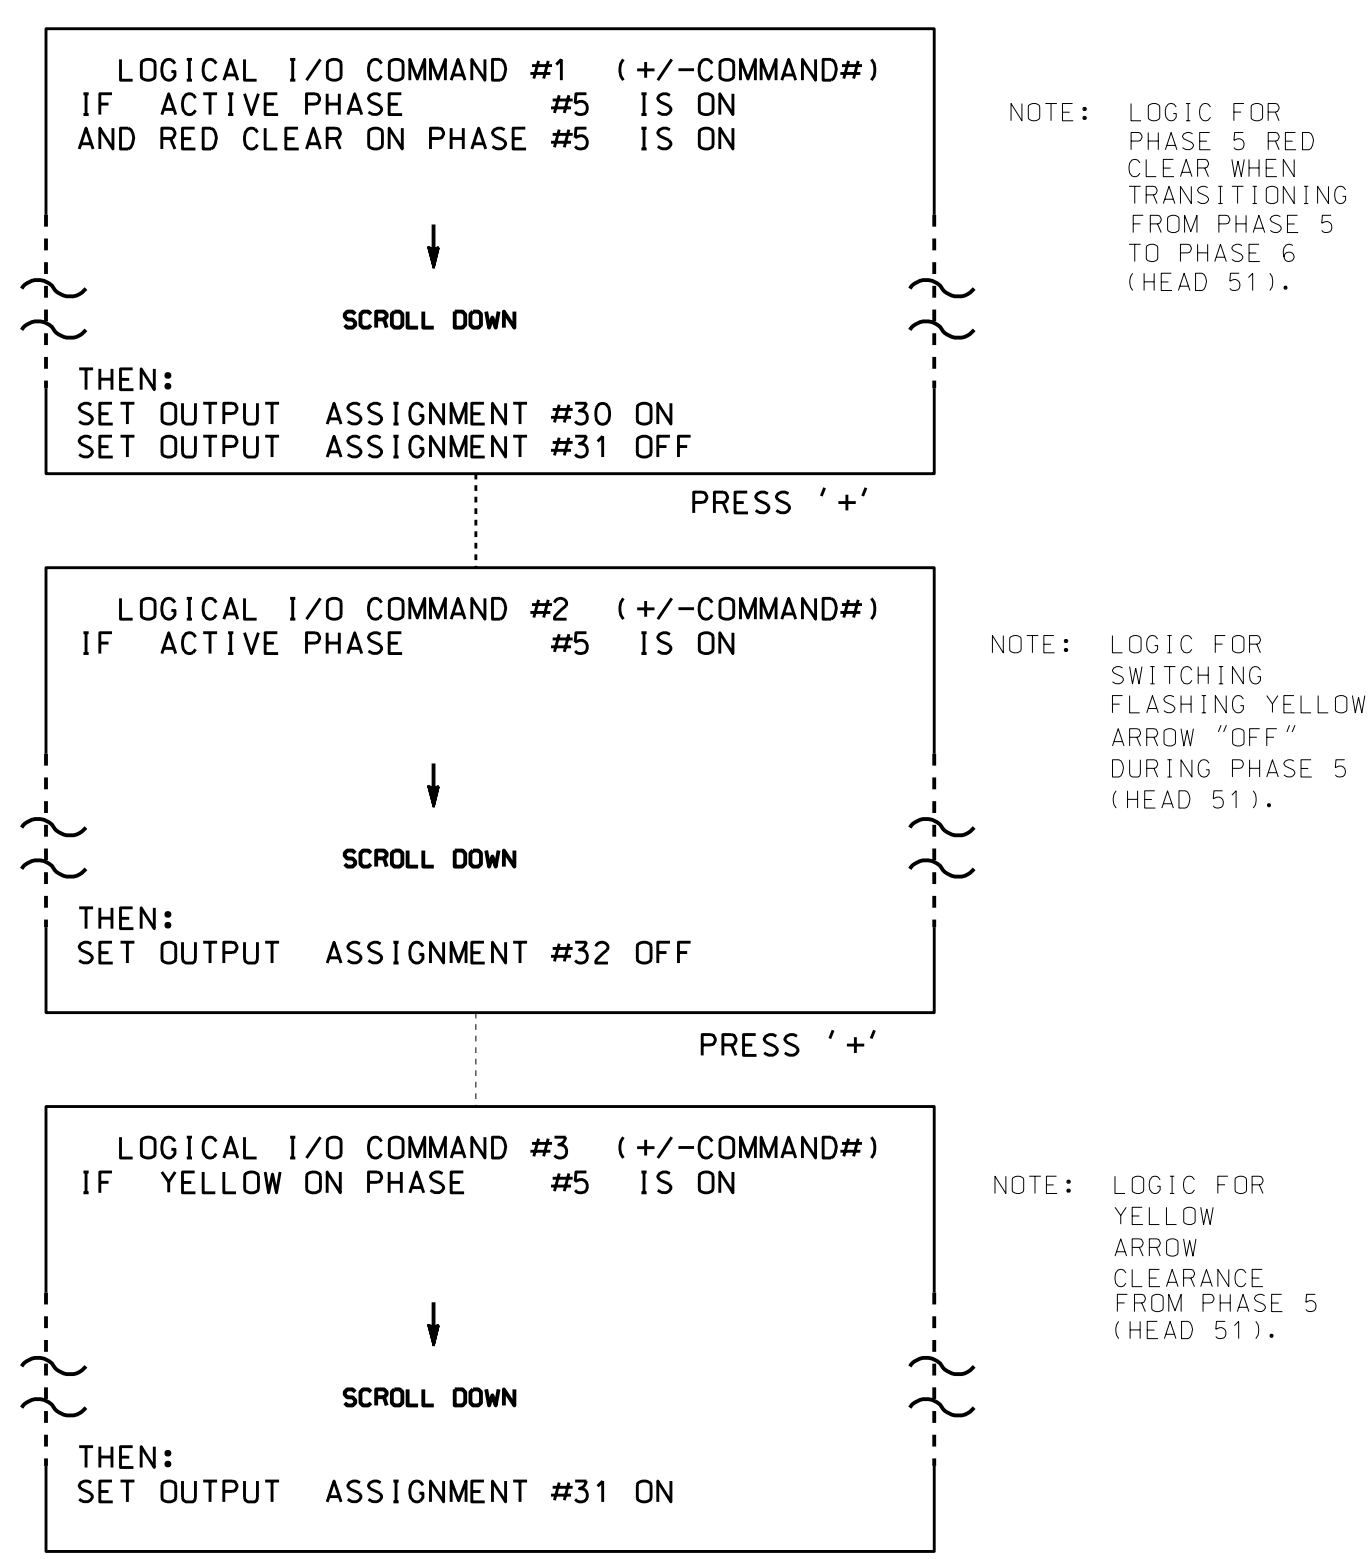 LOGICAL I/O COMMAND #1 (+/-COMMAND#)
IF ACTIVE PHASE #5 IS ON
AND RED CLEAR ON PHASE #5 IS ON
SCROLL DOWN
THEN:
SET OUTPUT ASSIGNMENT #30 ON
SET OUTPUT ASSIGNMENT #31 OFF
NOTE: LOGIC FOR
PHASE 5 RED
CLEAR WHEN
TRANSITIONING
FROM PHASE 5
TO PHASE 6
(HEAD 51).
PRESS '+'
LOGICAL I/O COMMAND #2 (+/-COMMAND#)
IF ACTIVE PHASE #5 IS ON
SCROLL DOWN
THEN:
SET OUTPUT ASSIGNMENT #32 OFF
NOTE: LOGIC FOR
SWITCHING
FLASHING YELLOW
ARROW "OFF"
DURING PHASE 5
(HEAD 51).
PRESS '+'
LOGICAL I/O COMMAND #3 (+/-COMMAND#)
IF YELLOW ON PHASE #5 IS ON
SCROLL DOWN
THEN:
SET OUTPUT ASSIGNMENT #31 ON
NOTE: LOGIC FOR
YELLOW
ARROW
CLEARANCE
FROM PHASE 5
(HEAD 51).